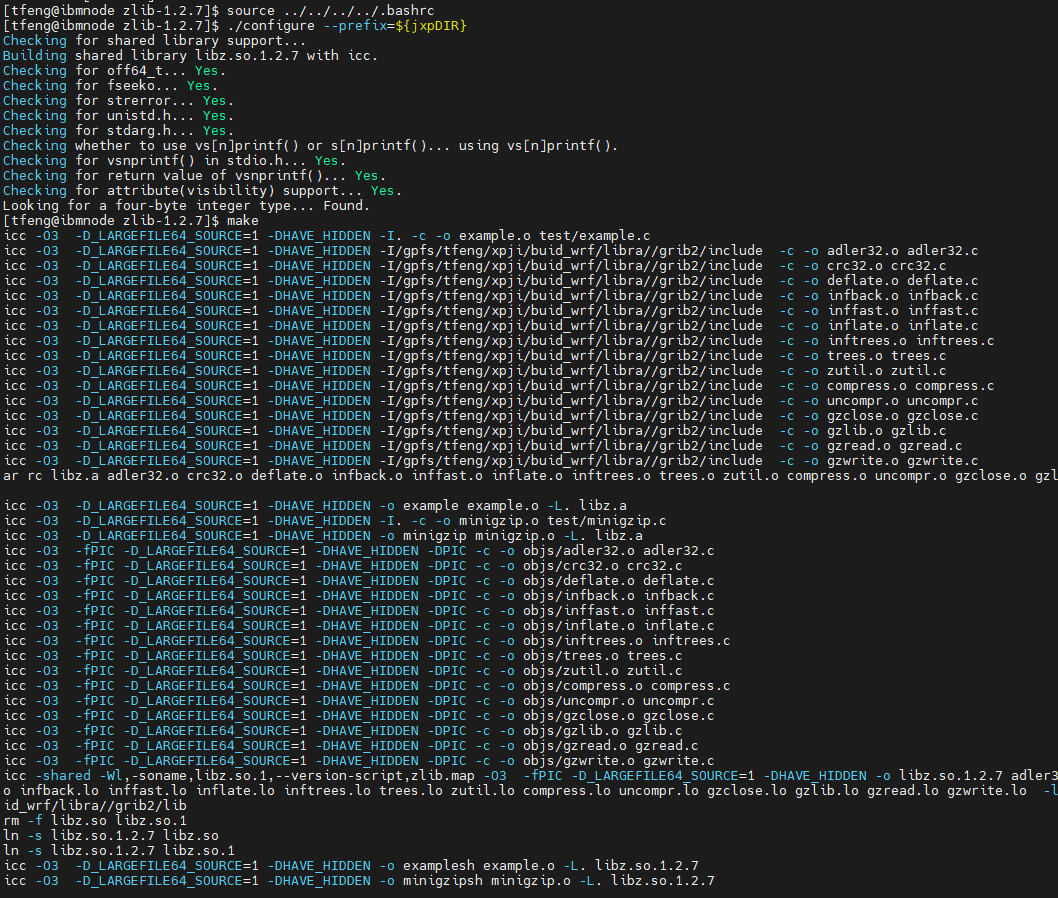 [tfeng@ibmnode zlib-1.2.7]$ source ../../../../.bashrc
[tfeng@ibmnode zlib-1.2.7]$ ./configure --prefix=${jxpDIR}
Checking for shared library support...
Building shared library libz.so.1.2.7 with icc.
Checking for off64_t... Yes.
Checking for fseeko... Yes.
Checking for strerror... Yes.
Checking for unistd.h... Yes.
Checking for stdarg.h... Yes.
Checking whether to use vs[n]printf() or s[n]printf()... using vs[n]printf().
Checking for vsnprintf() in stdio.h... Yes.
Checking for return value of vsnprintf()... Yes.
Checking for attribute(visibility) support... Yes.
Looking for a four-byte integer type... Found.
[tfeng@ibmnode zlib-1.2.7]$ make
icc -O3  -D_LARGEFILE64_SOURCE=1 -DHAVE_HIDDEN -I. -c -o example.o test/example.c
icc -O3  -D_LARGEFILE64_SOURCE=1 -DHAVE_HIDDEN -I/gpfs/tfeng/xpji/buid_wrf/libra//grib2/include  -c -o adler32.o adler32.c
icc -O3  -D_LARGEFILE64_SOURCE=1 -DHAVE_HIDDEN -I/gpfs/tfeng/xpji/buid_wrf/libra//grib2/include  -c -o crc32.o crc32.c
icc -O3  -D_LARGEFILE64_SOURCE=1 -DHAVE_HIDDEN -I/gpfs/tfeng/xpji/buid_wrf/libra//grib2/include  -c -o deflate.o deflate.c
icc -O3  -D_LARGEFILE64_SOURCE=1 -DHAVE_HIDDEN -I/gpfs/tfeng/xpji/buid_wrf/libra//grib2/include  -c -o infback.o infback.c
icc -O3  -D_LARGEFILE64_SOURCE=1 -DHAVE_HIDDEN -I/gpfs/tfeng/xpji/buid_wrf/libra//grib2/include  -c -o inffast.o inffast.c
icc -O3  -D_LARGEFILE64_SOURCE=1 -DHAVE_HIDDEN -I/gpfs/tfeng/xpji/buid_wrf/libra//grib2/include  -c -o inflate.o inflate.c
icc -O3  -D_LARGEFILE64_SOURCE=1 -DHAVE_HIDDEN -I/gpfs/tfeng/xpji/buid_wrf/libra//grib2/include  -c -o inftrees.o inftrees.c
icc -O3  -D_LARGEFILE64_SOURCE=1 -DHAVE_HIDDEN -I/gpfs/tfeng/xpji/buid_wrf/libra//grib2/include  -c -o trees.o trees.c
icc -O3  -D_LARGEFILE64_SOURCE=1 -DHAVE_HIDDEN -I/gpfs/tfeng/xpji/buid_wrf/libra//grib2/include  -c -o zutil.o zutil.c
icc -O3  -D_LARGEFILE64_SOURCE=1 -DHAVE_HIDDEN -I/gpfs/tfeng/xpji/buid_wrf/libra//grib2/include  -c -o compress.o compress.c
icc -O3  -D_LARGEFILE64_SOURCE=1 -DHAVE_HIDDEN -I/gpfs/tfeng/xpji/buid_wrf/libra//grib2/include  -c -o uncompr.o uncompr.c
icc -O3  -D_LARGEFILE64_SOURCE=1 -DHAVE_HIDDEN -I/gpfs/tfeng/xpji/buid_wrf/libra//grib2/include  -c -o gzclose.o gzclose.c
icc -O3  -D_LARGEFILE64_SOURCE=1 -DHAVE_HIDDEN -I/gpfs/tfeng/xpji/buid_wrf/libra//grib2/include  -c -o gzlib.o gzlib.c
icc -O3  -D_LARGEFILE64_SOURCE=1 -DHAVE_HIDDEN -I/gpfs/tfeng/xpji/buid_wrf/libra//grib2/include  -c -o gzread.o gzread.c
icc -O3  -D_LARGEFILE64_SOURCE=1 -DHAVE_HIDDEN -I/gpfs/tfeng/xpji/buid_wrf/libra//grib2/include  -c -o gzwrite.o gzwrite.c
ar rc libz.a adler32.o crc32.o deflate.o infback.o inffast.o inflate.o inftrees.o trees.o zutil.o compress.o uncompr.o gzclose.o gzl
icc -O3  -D_LARGEFILE64_SOURCE=1 -DHAVE_HIDDEN -o example example.o -L. libz.a
icc -O3  -D_LARGEFILE64_SOURCE=1 -DHAVE_HIDDEN -I. -c -o minigzip.o test/minigzip.c
icc -O3  -D_LARGEFILE64_SOURCE=1 -DHAVE_HIDDEN -o minigzip minigzip.o -L. libz.a
icc -O3  -fPIC -D_LARGEFILE64_SOURCE=1 -DHAVE_HIDDEN -DPIC -c -o objs/adler32.o adler32.c
icc -O3  -fPIC -D_LARGEFILE64_SOURCE=1 -DHAVE_HIDDEN -DPIC -c -o objs/crc32.o crc32.c
icc -O3  -fPIC -D_LARGEFILE64_SOURCE=1 -DHAVE_HIDDEN -DPIC -c -o objs/deflate.o deflate.c
icc -O3  -fPIC -D_LARGEFILE64_SOURCE=1 -DHAVE_HIDDEN -DPIC -c -o objs/infback.o infback.c
icc -O3  -fPIC -D_LARGEFILE64_SOURCE=1 -DHAVE_HIDDEN -DPIC -c -o objs/inffast.o inffast.c
icc -O3  -fPIC -D_LARGEFILE64_SOURCE=1 -DHAVE_HIDDEN -DPIC -c -o objs/inflate.o inflate.c
icc -O3  -fPIC -D_LARGEFILE64_SOURCE=1 -DHAVE_HIDDEN -DPIC -c -o objs/inftrees.o inftrees.c
icc -O3  -fPIC -D_LARGEFILE64_SOURCE=1 -DHAVE_HIDDEN -DPIC -c -o objs/trees.o trees.c
icc -O3  -fPIC -D_LARGEFILE64_SOURCE=1 -DHAVE_HIDDEN -DPIC -c -o objs/zutil.o zutil.c
icc -O3  -fPIC -D_LARGEFILE64_SOURCE=1 -DHAVE_HIDDEN -DPIC -c -o objs/compress.o compress.c
icc -O3  -fPIC -D_LARGEFILE64_SOURCE=1 -DHAVE_HIDDEN -DPIC -c -o objs/uncompr.o uncompr.c
icc -O3  -fPIC -D_LARGEFILE64_SOURCE=1 -DHAVE_HIDDEN -DPIC -c -o objs/gzclose.o gzclose.c
icc -O3  -fPIC -D_LARGEFILE64_SOURCE=1 -DHAVE_HIDDEN -DPIC -c -o objs/gzlib.o gzlib.c
icc -O3  -fPIC -D_LARGEFILE64_SOURCE=1 -DHAVE_HIDDEN -DPIC -c -o objs/gzread.o gzread.c
icc -O3  -fPIC -D_LARGEFILE64_SOURCE=1 -DHAVE_HIDDEN -DPIC -c -o objs/gzwrite.o gzwrite.c
icc -shared -Wl,-soname,libz.so.1,--version-script,zlib.map -O3  -fPIC -D_LARGEFILE64_SOURCE=1 -DHAVE_HIDDEN -o libz.so.1.2.7 adler3
o infback.lo inffast.lo inflate.lo inftrees.lo trees.lo zutil.lo compress.lo uncompr.lo gzclose.lo gzlib.lo gzread.lo gzwrite.lo  -l
id_wrf/libra//grib2/lib
rm -f libz.so libz.so.1
ln -s libz.so.1.2.7 libz.so
ln -s libz.so.1.2.7 libz.so.1
icc -O3  -D_LARGEFILE64_SOURCE=1 -DHAVE_HIDDEN -o examplesh example.o -L. libz.so.1.2.7
icc -O3  -D_LARGEFILE64_SOURCE=1 -DHAVE_HIDDEN -o minigzipsh minigzip.o -L. libz.so.1.2.7